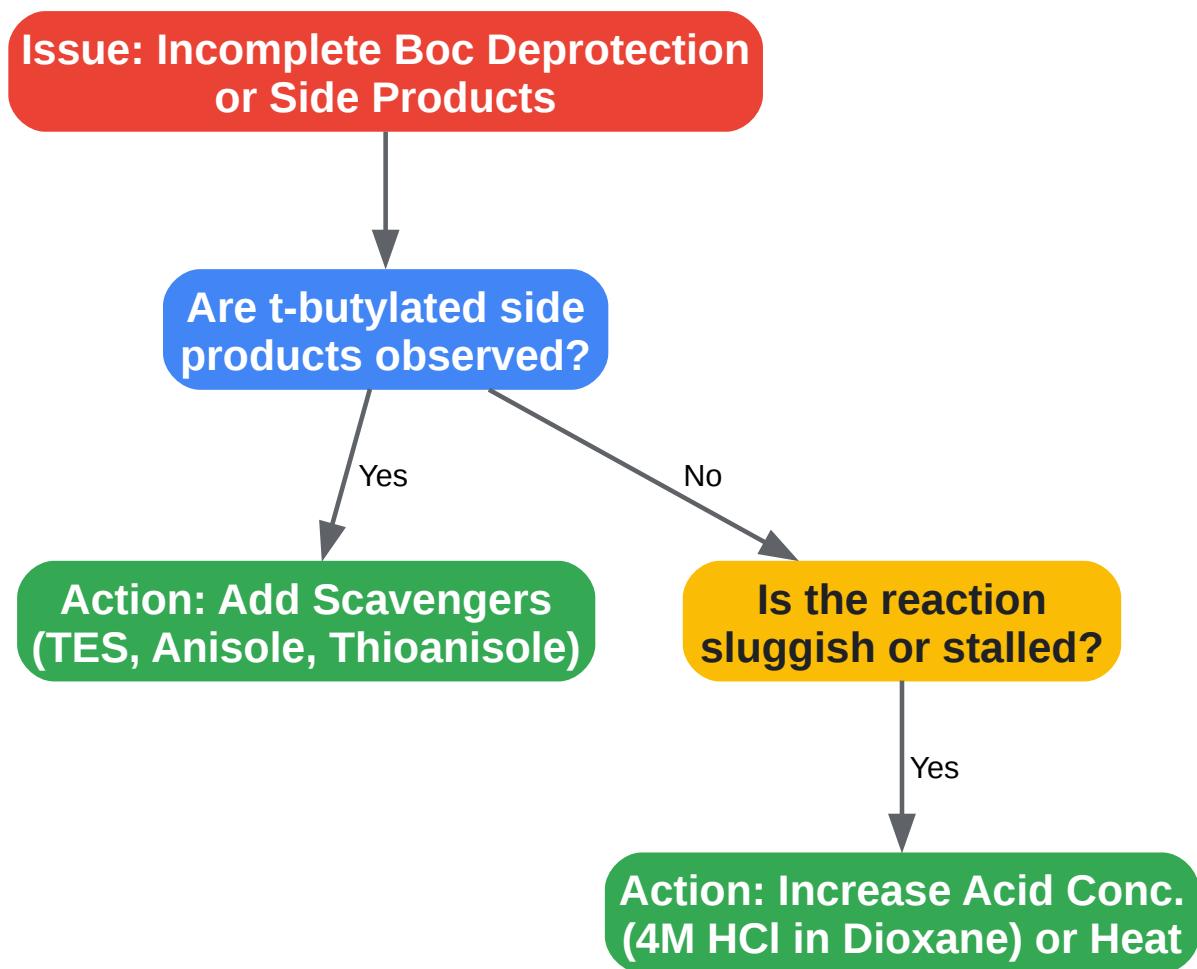 Issue: Incomplete Boc Deprotection
or Side Products
Are t-butylated side
products observed?
Yes
No
Action: Add Scavengers
(TES, Anisole, Thioanisole)
Is the reaction
sluggish or stalled?
Yes
Action: Increase Acid Conc.
(4M HCl in Dioxane) or Heat